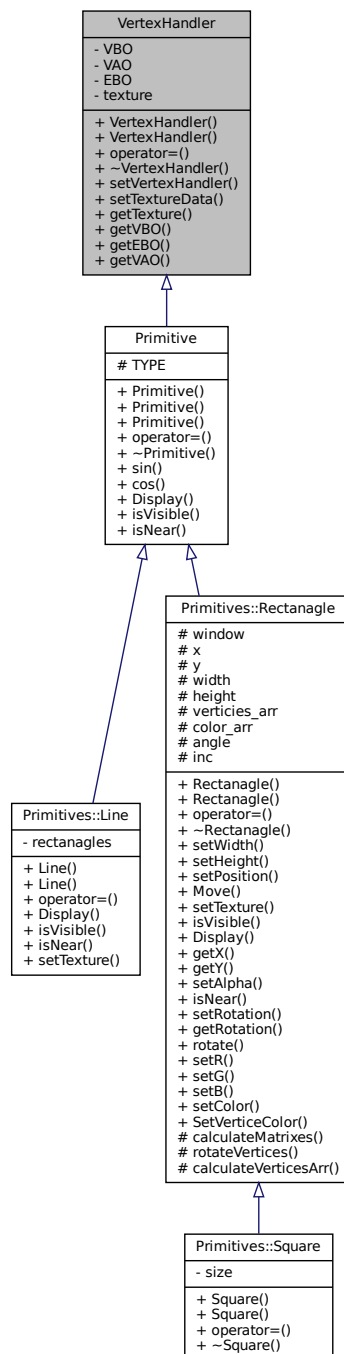 VertexHandler
- VBO
- VAO
- EBO
- texture
+ VertexHandler()
+ VertexHandler()
+ operator=()
+ ~VertexHandler()
+ setVertexHandler()
+ setTextureData()
+ getTexture()
+ getVBO()
+ getEBO()
+ getVAO()
Primitive
# TYPE
+ Primitive()
+ Primitive()
+ Primitive()
+ operator=()
+ ~Primitive()
+ sin()
+ cos()
+ Display()
+ isVisible()
+ isNear()
Primitives::Rectanagle
# window
# x
# y
# width
# height
# verticies_arr
# color_arr
# angle
# inc
+ Rectanagle()
+ Rectanagle()
+ operator=()
+ ~Rectanagle()
+ setWidth()
+ setHeight()
+ setPosition()
+ Move()
+ setTexture()
+ isVisible()
+ Display()
+ getX()
+ getY()
+ setAlpha()
+ isNear()
+ setRotation()
+ getRotation()
+ rotate()
+ setR()
+ setG()
+ setB()
+ setColor()
+ SetVerticeColor()
# calculateMatrixes()
# rotateVertices()
# calculateVerticesArr()
Primitives::Line
- rectanagles
+ Line()
+ Line()
+ operator=()
+ Display()
+ isVisible()
+ isNear()
+ setTexture()
Primitives::Square
- size
+ Square()
+ Square()
+ operator=()
+ ~Square()